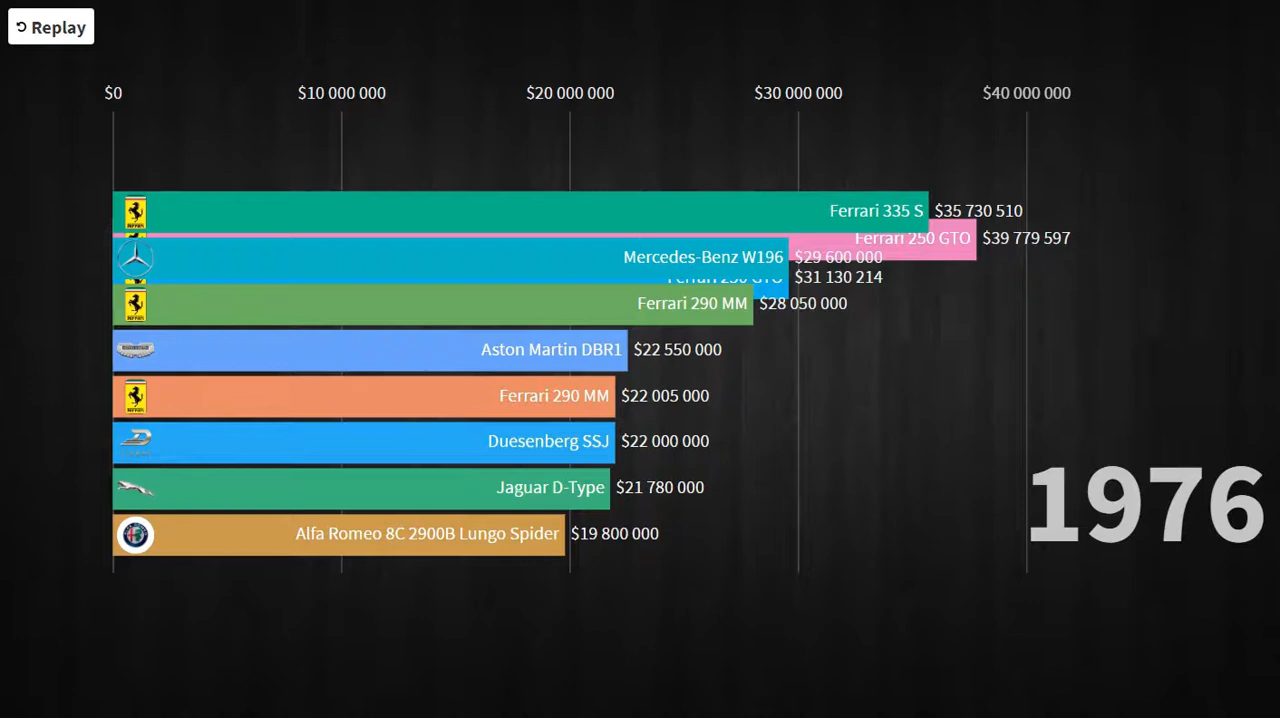 Replay
$0 $10 000 000 $20 000 000 $30 000 000 $40 000 000
Ferrari 335 S $35 730 510
Ferrari 250 GTO $39 779 597
Mercedes-Benz W196 $29 600 000
Ferrari 250 GTO $31 130 214
Ferrari 290 MM $28 050 000
Aston Martin DBR1 $22 550 000
Ferrari 290 MM $22 005 000
Duesenberg SSJ $22 000 000
Jaguar D-Type $21 780 000
Alfa Romeo 8C 2900B Lungo Spider $19 800 000
1976